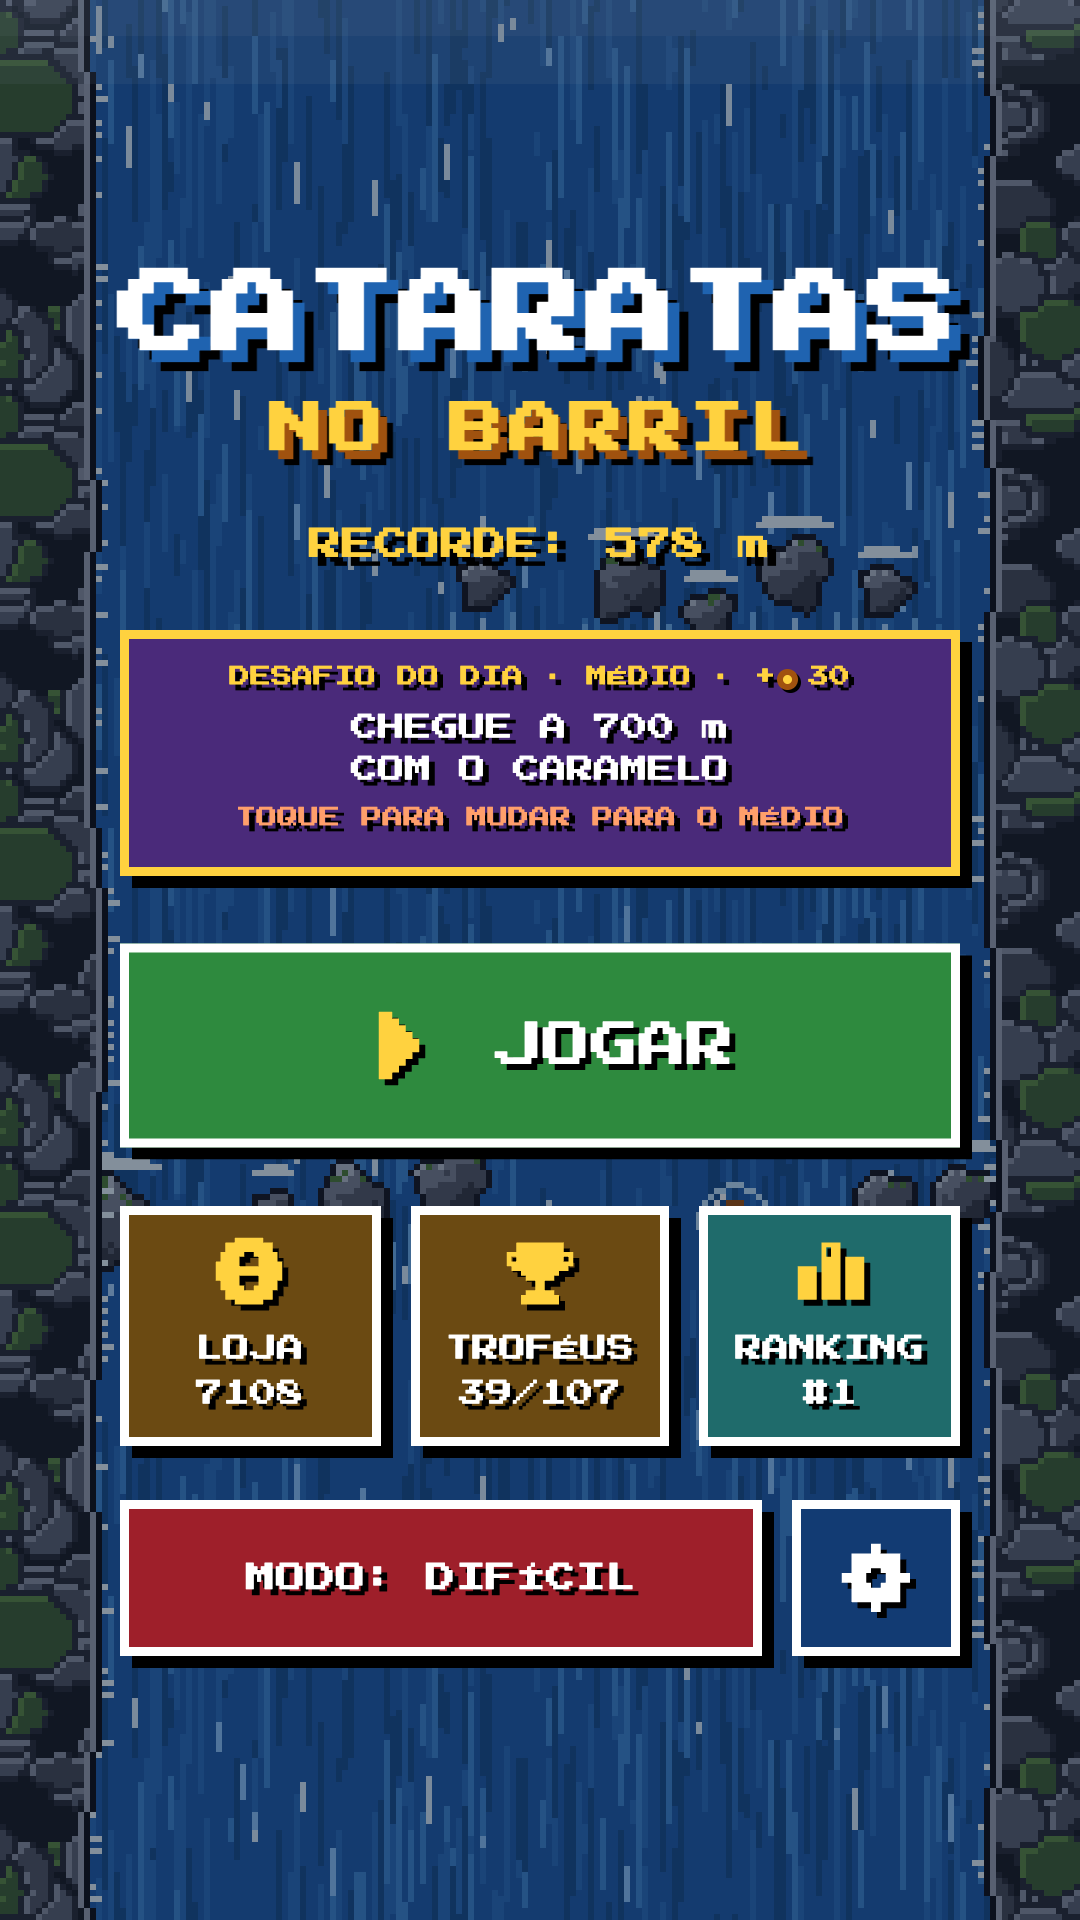 CATARATAS
NO BARRIL
RECORDE: 578 m
DESAFIO DO DIA · MéDIO · + 30
CHEGUE A 700 m
COM O CARAMELO
TOQUE PARA MUDAR PARA O MéDIO
JOGAR
LOJA
7108
TROFéUS
39/107
RANKING
#1
MODO: DIFíCIL